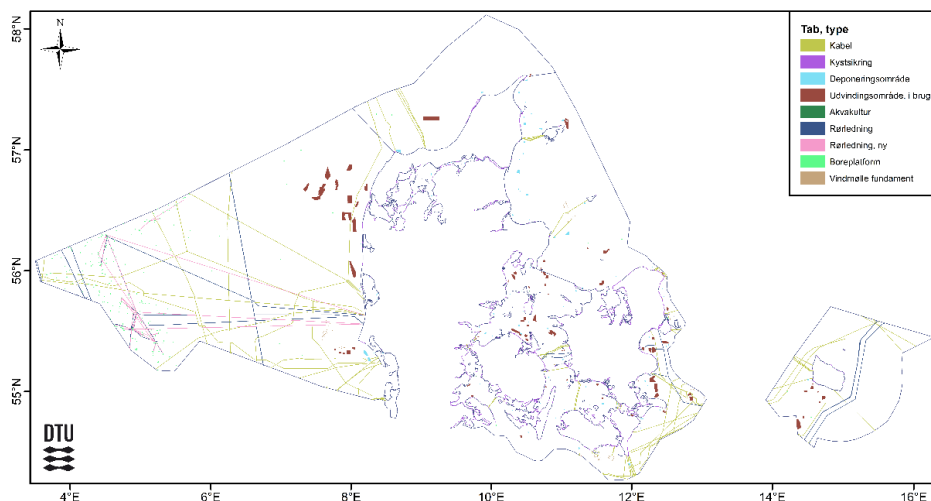 58°N
57°N
56°N
55°N
N
Tab, type
Kabel
Kystsikring
Deponeringsområde
Udvindingsområde, i brug
Akvakultur
Rørledning
Rørledning, ny
Boreplatform
Vindmølle fundament
DTU
4°E
6°E
8°E
10°E
12°E
14°E
16°E